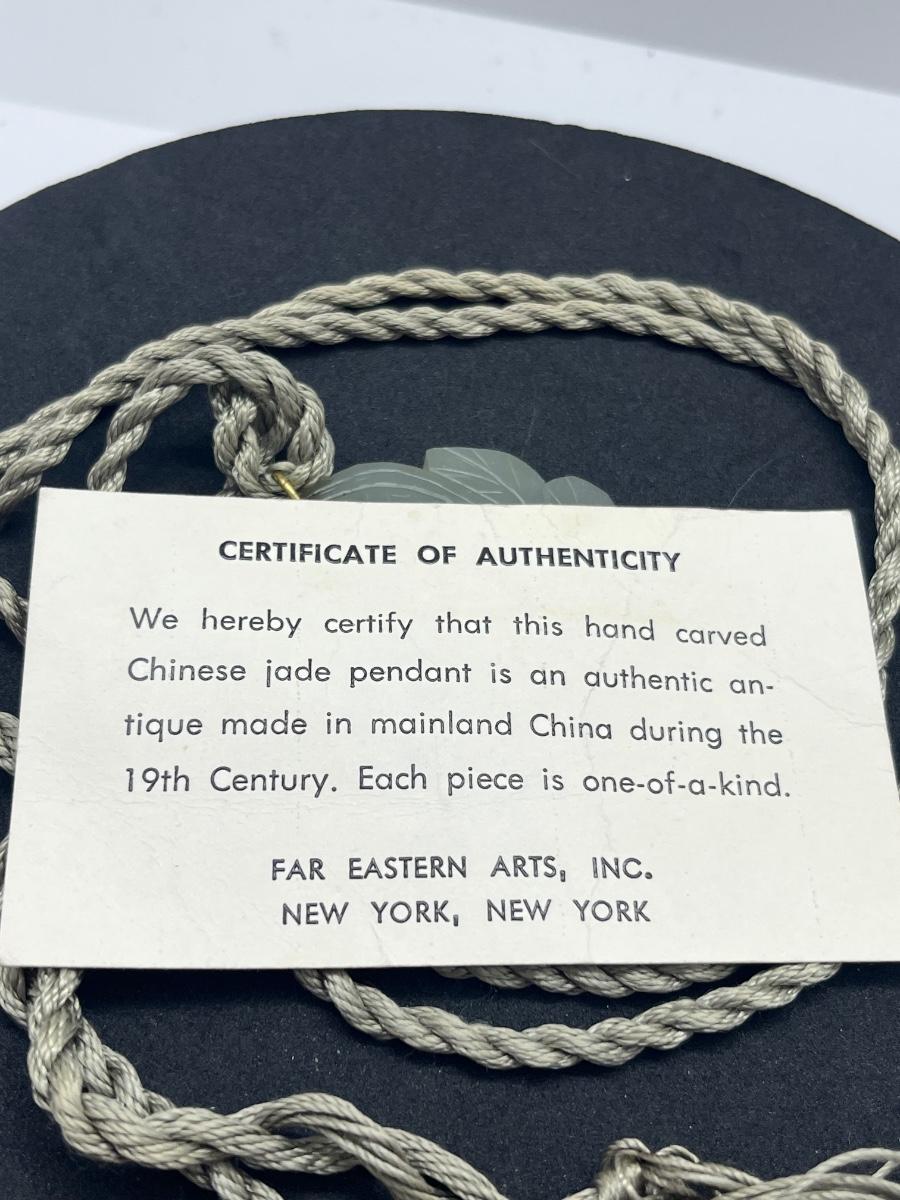 CERTIFICATE OF AUTHENTICITY
We hereby certify that this hand carved
Chinese jade pendant is an authentic an-
tique made in mainland China during the
19th Century. Each piece is one-of-a-kind.
FAR EASTERN ARTS, INC.
NEW YORK, NEW YORK